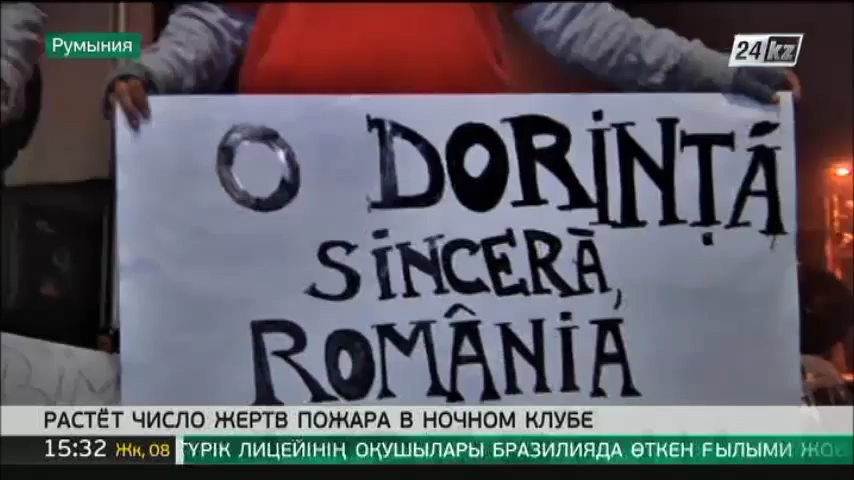 Румыния
24kz
O DORINȚĂ
SINCERĂ,
ROMÂNIA
РАСТЁТ ЧИСЛО ЖЕРТВ ПОЖАРА В НОЧНОМ КЛУБЕ
15:32 Жк, 08 ТҮРІК ЛИЦЕЙІНІҢ ОҚУШЫЛАРЫ БРАЗИЛИЯДА ӨТКЕН ҒЫЛЫМИ